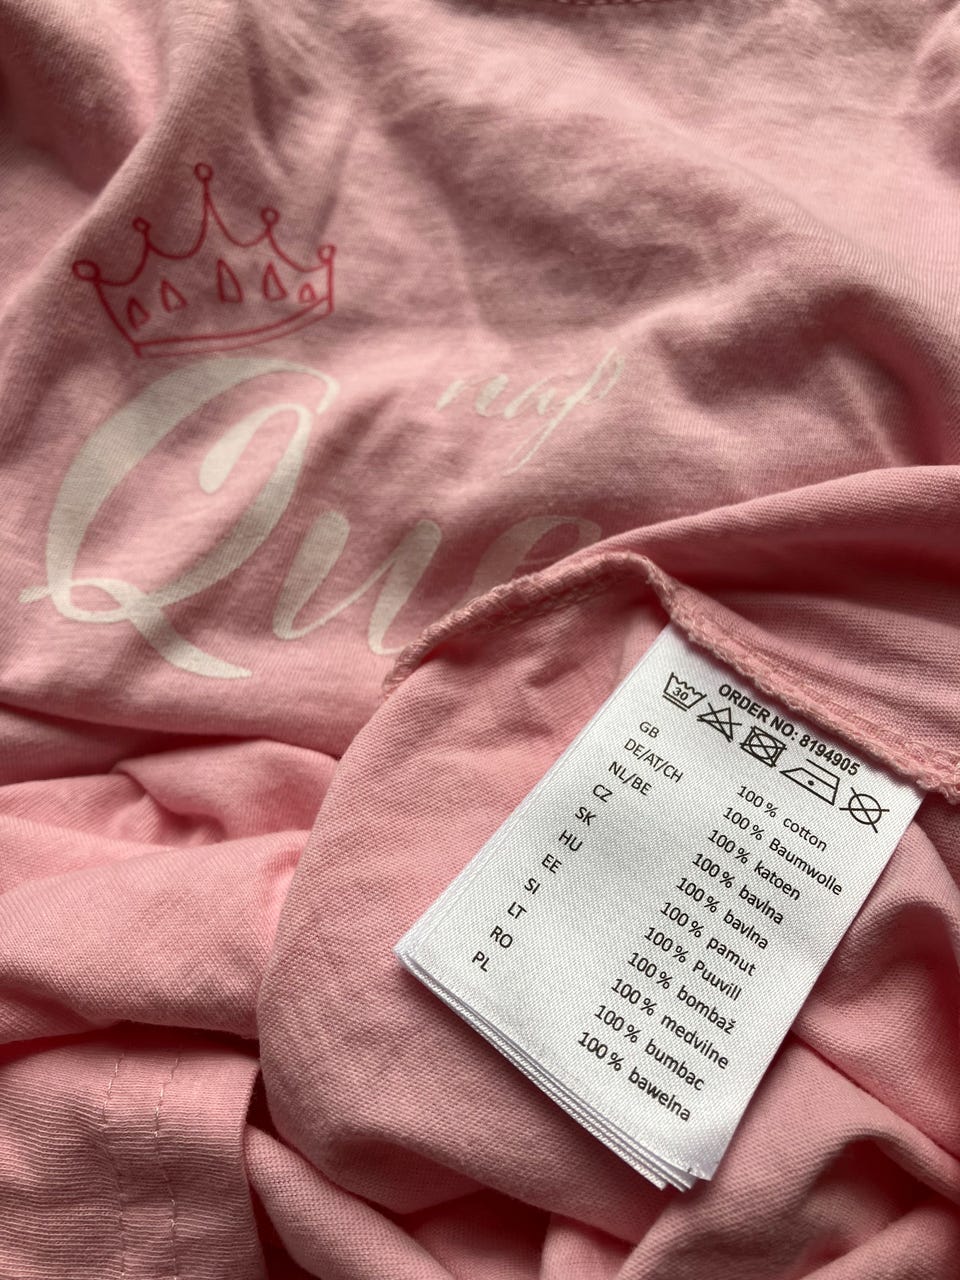 nap
Que
ORDER NO: 8194905
30
GB 100% cotton
DE/AT/CH 100% Baumwolle
NL/BE 100% katoen
CZ 100% bavlna
SK 100% bavlna
HU 100% pamut
EE 100% Puuvill
SI 100% bombaž
LT 100% medvilne
RO 100% bumbac
PL 100% bawełna